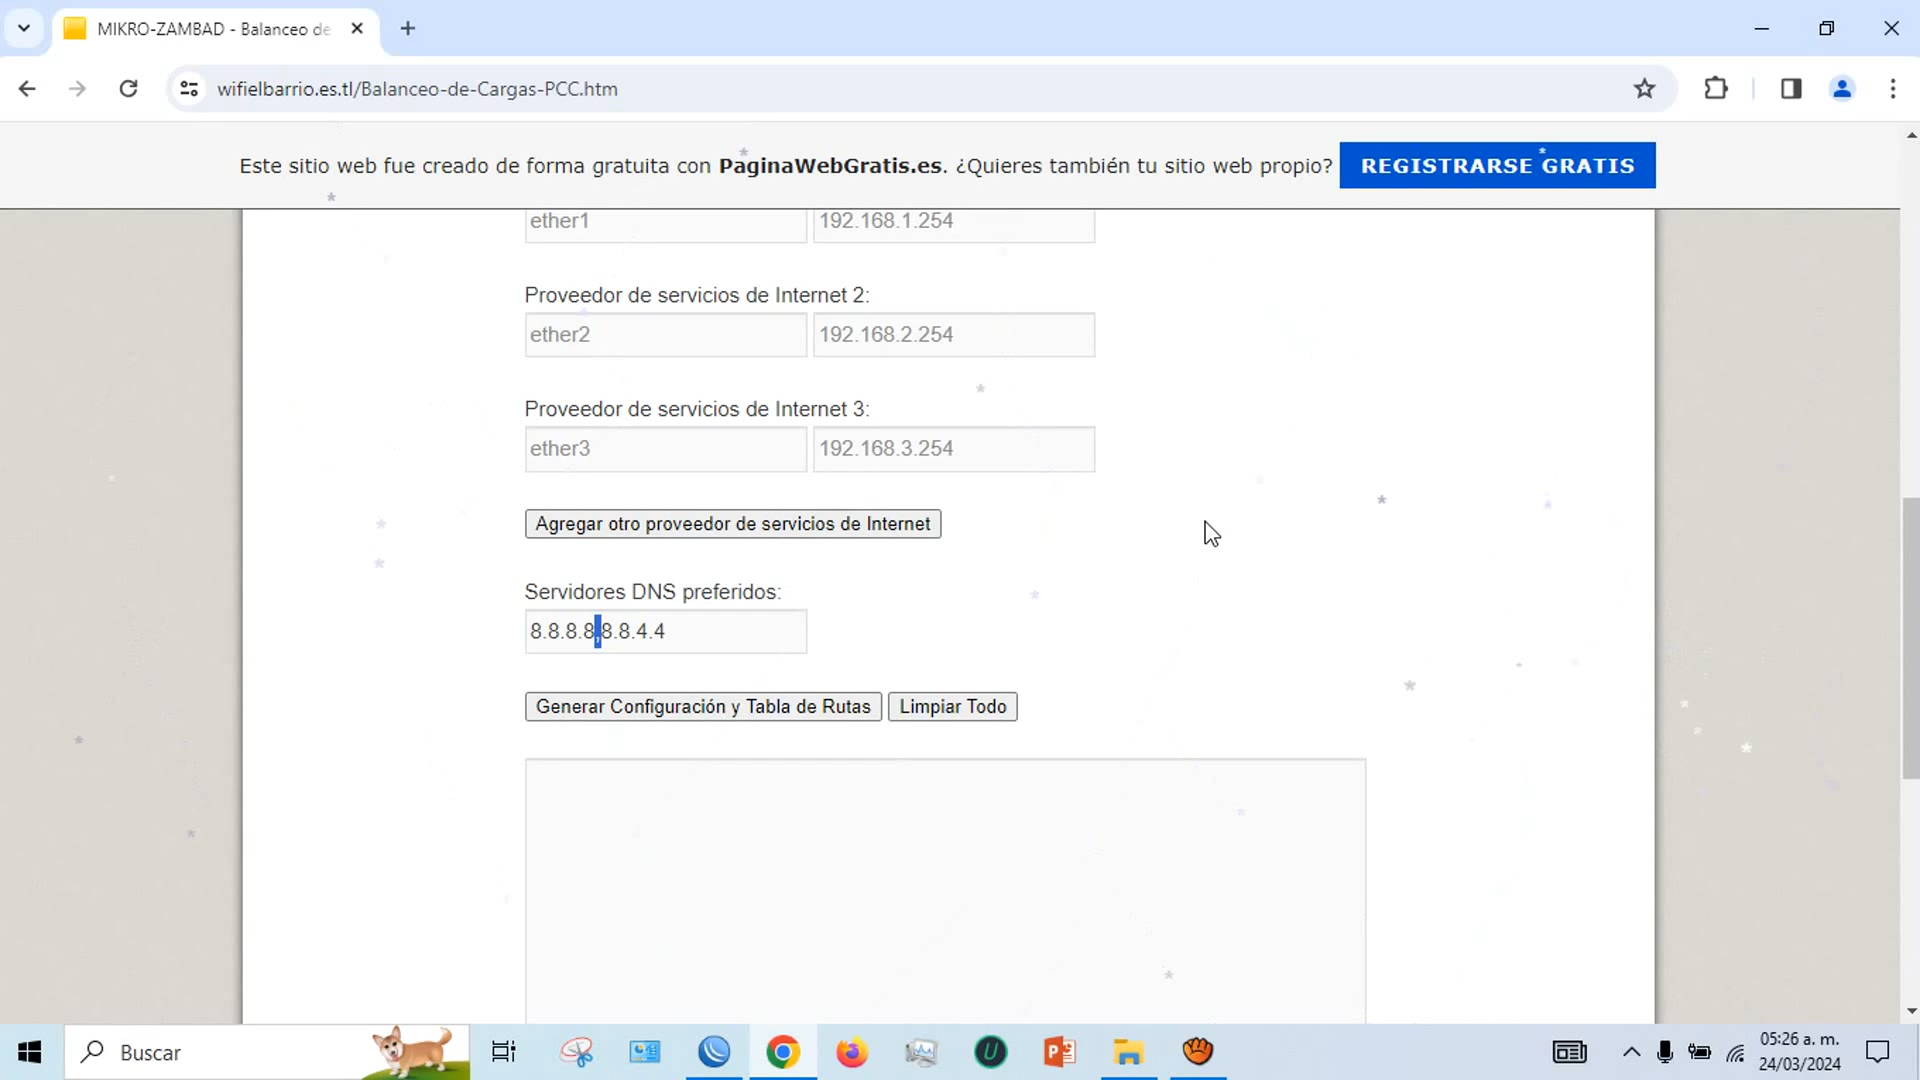 MIKRO-ZAMBAD - Balanceo de
wifielbarrio.es.tl/Balanceo-de-Cargas-PCC.htm
Este sitio web fue creado de forma gratuita con PaginaWebGratis.es. ¿Quieres también tu sitio web propio? REGISTRARSE GRATIS
ether1 192.168.1.254
Proveedor de servicios de Internet 2:
ether2 192.168.2.254
Proveedor de servicios de Internet 3:
ether3 192.168.3.254
Agregar otro proveedor de servicios de Internet
Servidores DNS preferidos:
8.8.8.8,8.8.4.4
Generar Configuración y Tabla de Rutas Limpiar Todo
Buscar
05:26 a. m.
24/03/2024